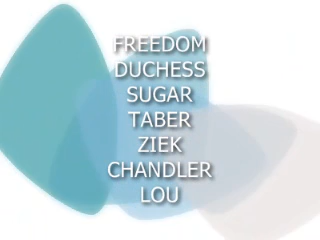 FREEDOM
DUCHESS
SUGAR
TABER
ZIEK
CHANDLER
LOU